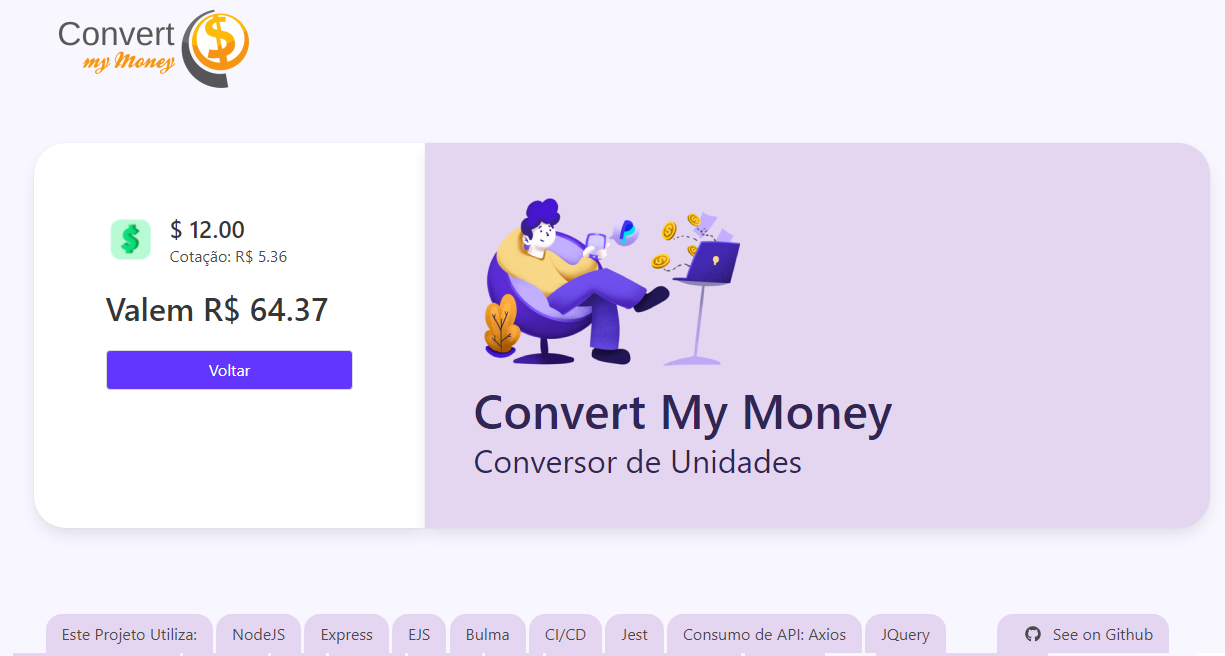 Convert
my Money
$ 12.00
Cotação: R$ 5.36
Valem R$ 64.37
Voltar
Convert My Money
Conversor de Unidades
Este Projeto Utiliza:
NodeJS
Express
EJS
Bulma
CI/CD
Jest
Consumo de API: Axios
JQuery
See on Github